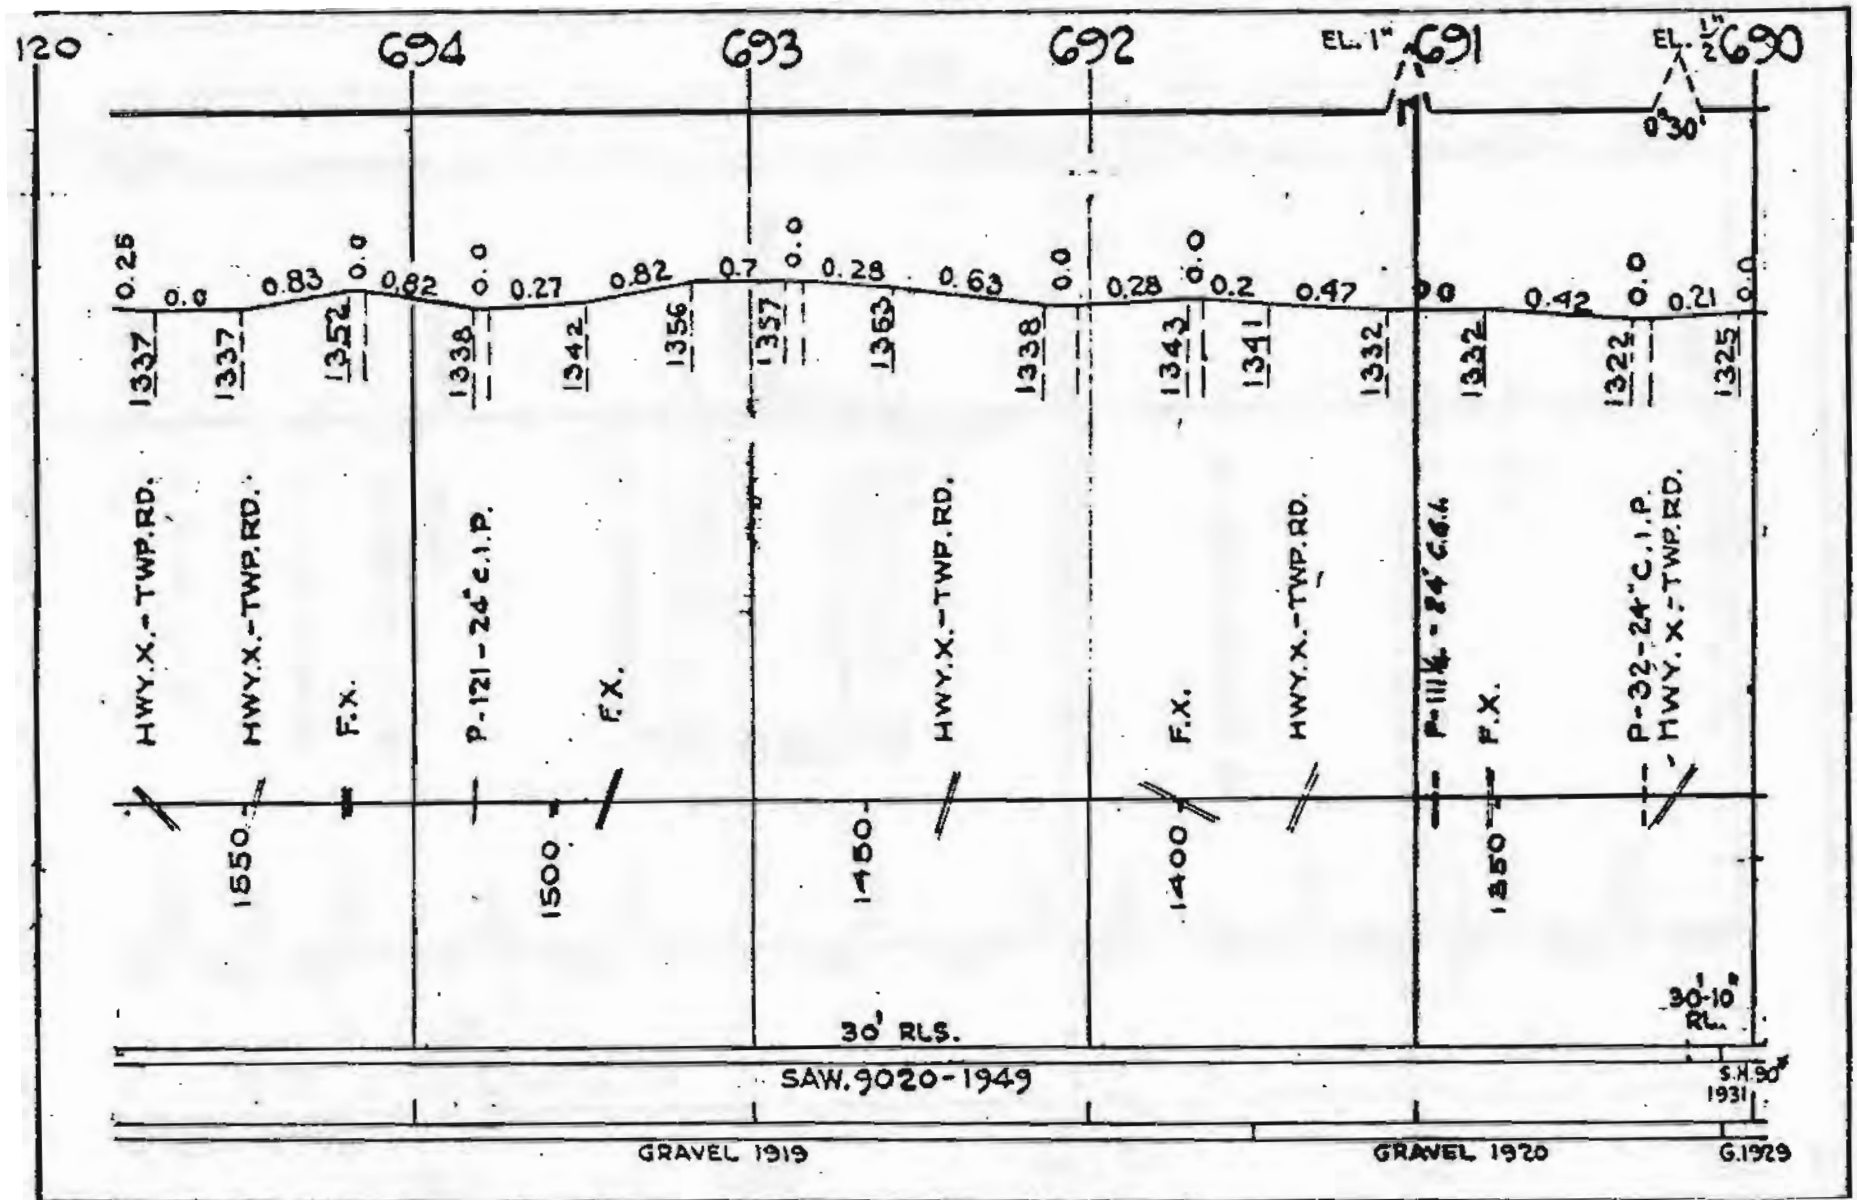 120 694 693 692 EL. 1" 691 EL. 1/2" 690
0°30'
0.25 0.0 0.83 0.0 0.82 0.0 0.27 0.82 0.7 0.0 0.28 0.63 0.0 0.28 0.0 0.2 0.47 0.0 0.42 0.0 0.21 0.0
1337 1337 1352 1338 1342 1356 1357 1353 1338 1343 1341 1332 1332 1322 1325
HWY.X.-TWP.RD.
HWY.X.-TWP.RD.
F.X.
P-121-24" C.I.P.
F.X.
HWY.X.-TWP.RD.
F.X.
HWY.X.-TWP.RD.
24"
F.X.
P-32-24" C.I.P.
HWY.X.-TWP.RD.
1550 1500 1450 1400 1350
30'-10"
RL.
30' RLS.
SAW.9020-1949
S.H.90#
1931
GRAVEL 1919 GRAVEL 1920 G.1929